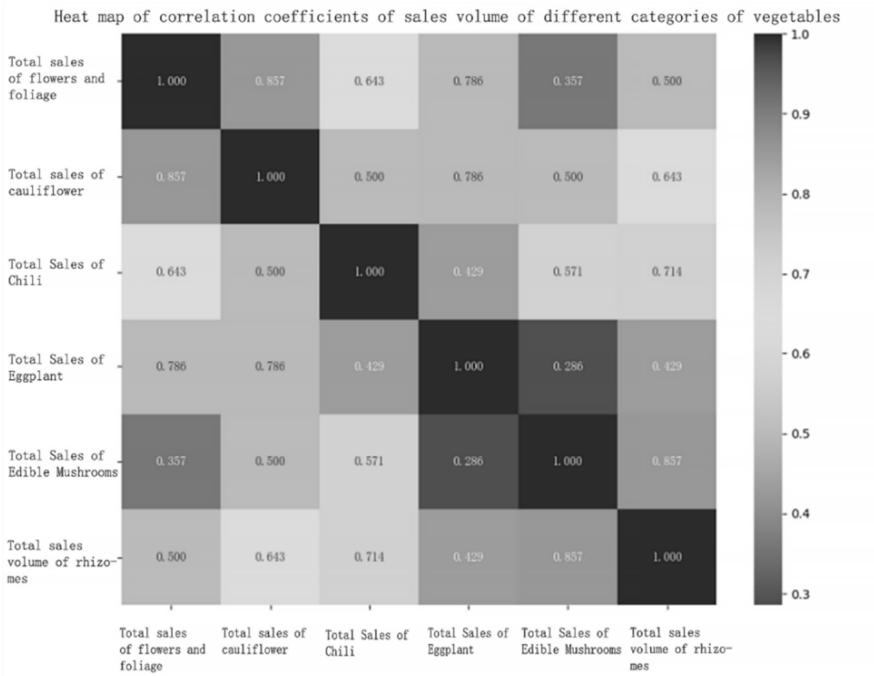 Heat map of correlation coefficients of sales volume of different categories of vegetables
Total sales
of flowers and
foliage
1.000 0.857 0.643 0.786 0.357 0.500
Total sales of
cauliflower
0.857 1.000 0.500 0.786 0.500 0.643
Total Sales of
Chili
0.643 0.500 1.000 0.429 0.571 0.714
Total Sales of
Eggplant
0.786 0.786 0.429 1.000 0.286 0.429
Total Sales of
Edible Mushrooms
0.357 0.500 0.571 0.286 1.000 0.857
Total sales
volume of rhizo-
mes
0.500 0.643 0.714 0.429 0.857 1.000
1.0
0.9
0.8
0.7
0.6
0.5
0.4
0.3
Total sales
of flowers and
foliage
Total sales of
cauliflower
Total Sales of
Chili
Total Sales of
Eggplant
Total Sales of
Edible Mushrooms
Total sales
volume of rhizo-
mes